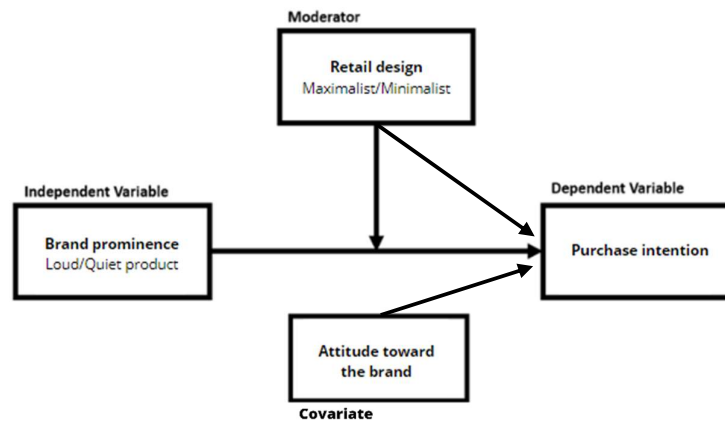 Moderator
Retail design
Maximalist/Minimalist
Independent Variable
Brand prominence
Loud/Quiet product
Dependent Variable
Purchase intention
Attitude toward
the brand
Covariate